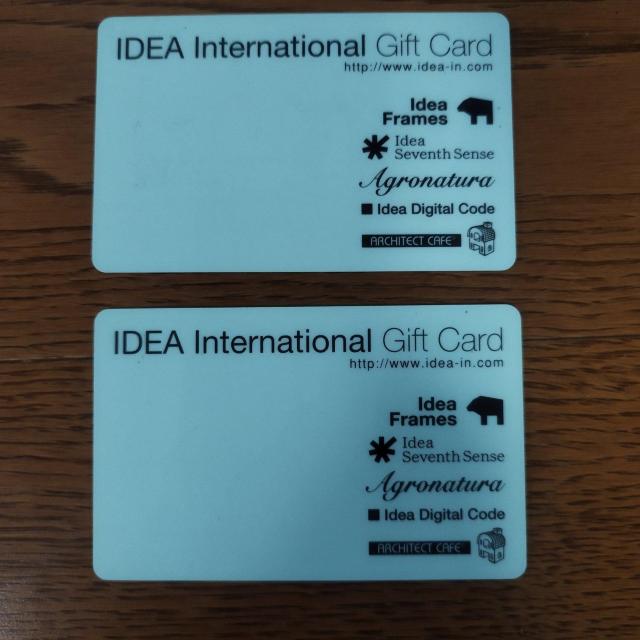 IDEA International Gift Card
http://www.idea-in.com
Idea
Frames
Idea
Seventh Sense
Agronatura
Idea Digital Code
ARCHITECT CAFE
IDEA International Gift Card
http://www.idea-in.com
Idea
Frames
Idea
Seventh Sense
Agronatura
Idea Digital Code
ARCHITECT CAFE